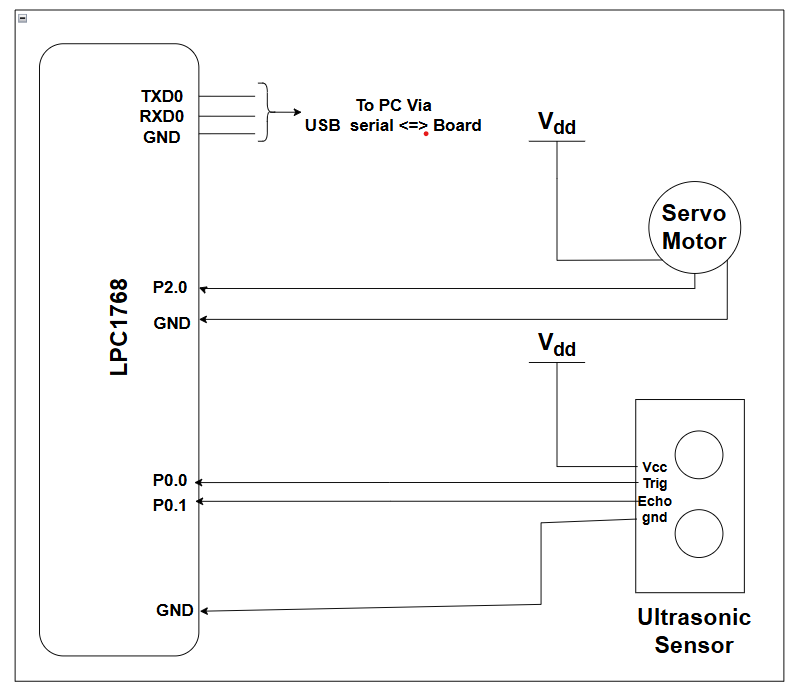 TXD0
RXD0
GND
To PC Via
USB serial <=> Board
Vdd
Servo
Motor
P2.0
GND
LPC1768
Vdd
Vcc
P0.0
Trig
P0.1
Echo
gnd
GND
Ultrasonic
Sensor